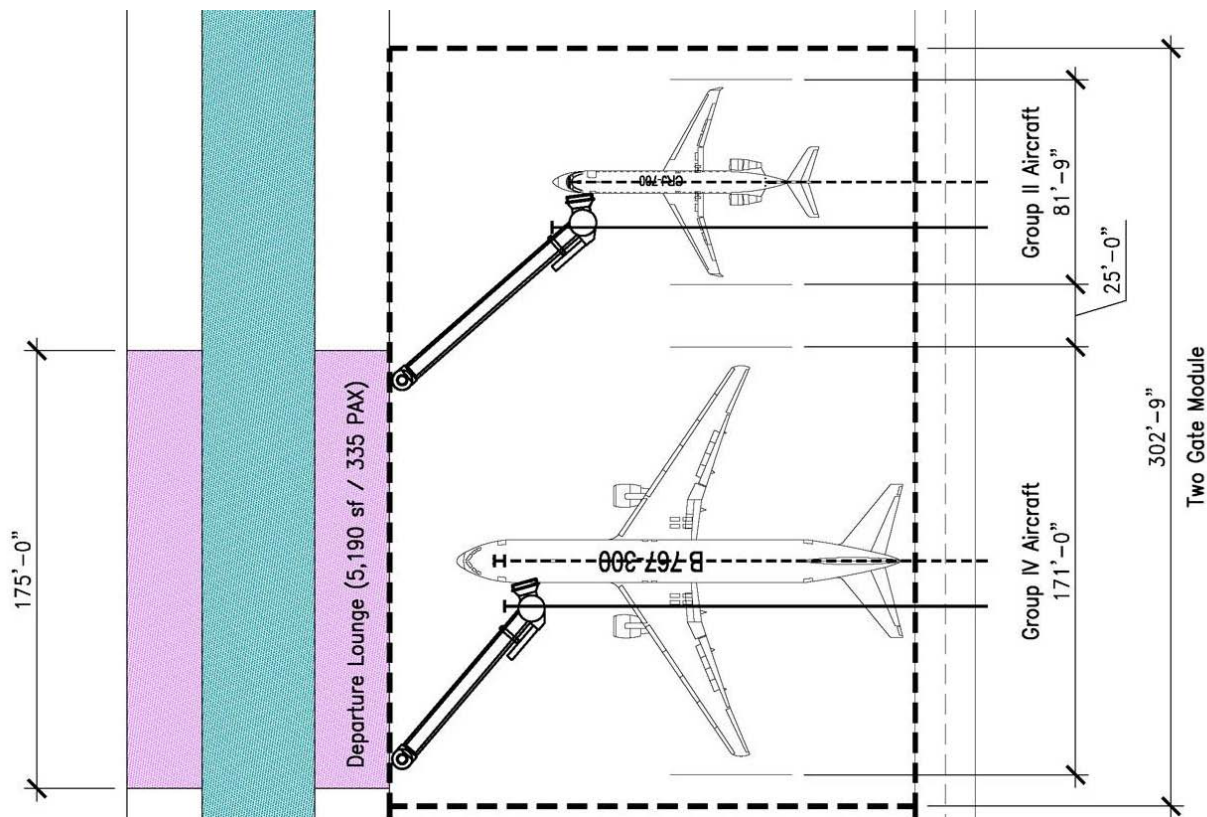 175'-0"
Departure Lounge (5,190 sf / 335 PAX)
CRJ-700
B-767-300
Group II Aircraft
81'-9"
25'-0"
Group IV Aircraft
171'-0"
302'-9"
Two Gate Module